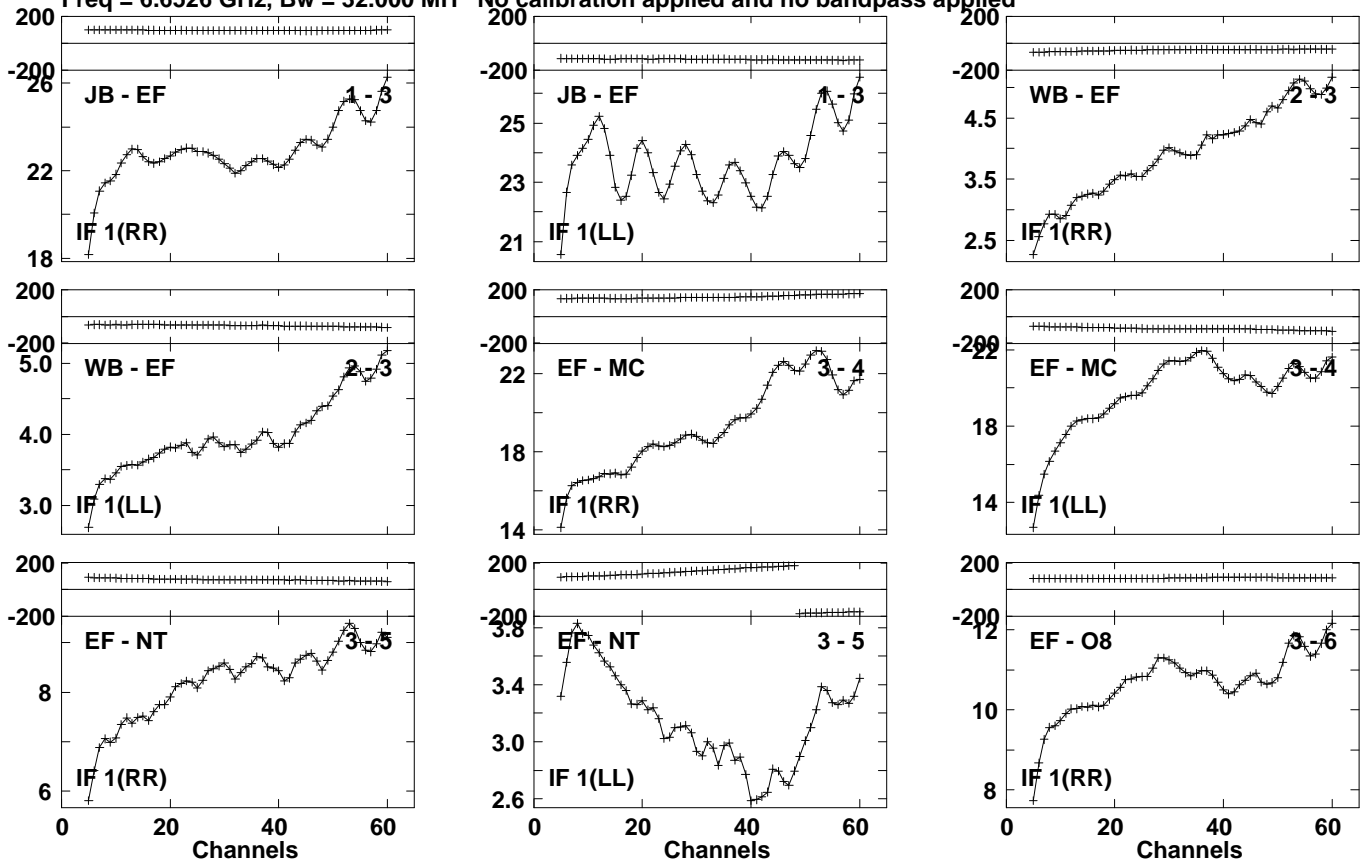 Freq = 6.6526 GHz, Bw = 32.000 MH No calibration applied and no bandpass applied
200
-200
26
22
18
JB - EF
1 - 3
IF 1(RR)
25
23
21
JB - EF
1 - 3
IF 1(LL)
200
-200
4.5
3.5
2.5
WB - EF
2 - 3
IF 1(RR)
200
-200
5.0
4.0
3.0
WB - EF
2 - 3
IF 1(LL)
200
-200
22
18
14
EF - MC
3 - 4
IF 1(RR)
200
-200
22
18
14
EF - MC
3 - 4
IF 1(LL)
200
-200
8
6
EF - NT
3 - 5
IF 1(RR)
200
-200
3.8
3.4
3.0
2.6
EF - NT
3 - 5
IF 1(LL)
200
-200
12
10
8
EF - O8
3 - 6
IF 1(RR)
0 20 40 60
Channels
0 20 40 60
Channels
0 20 40 60
Channels